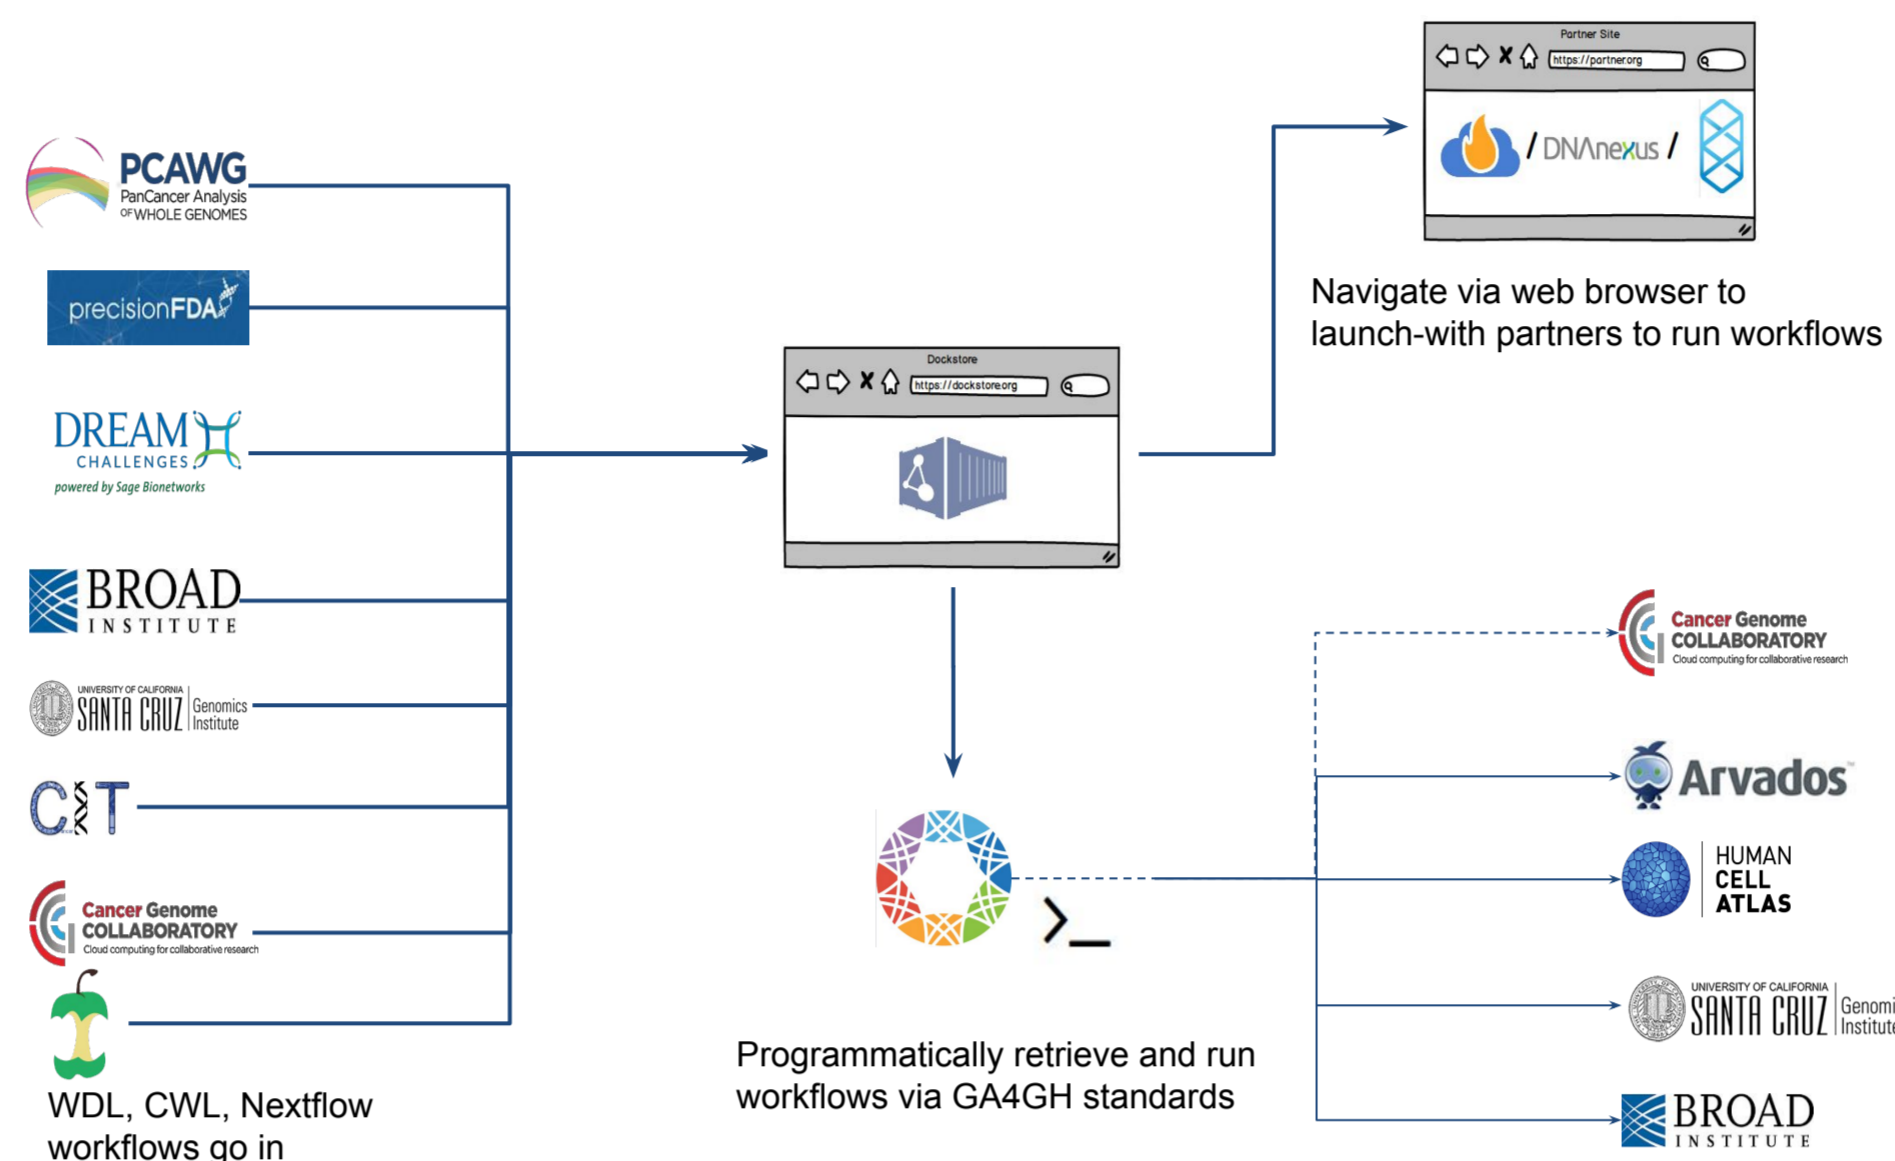 PCAWG
PanCancer Analysis
OF WHOLE GENOMES
precisionFDA
DREAM
CHALLENGES
powered by Sage Bionetworks
BROAD
INSTITUTE
UNIVERSITY OF CALIFORNIA
SANTA CRUZ
Genomics
Institute
Cancer Genome
COLLABORATORY
Cloud computing for collaborative research
WDL, CWL, Nextflow
workflows go in
Dockstore
https://dockstore.org
Partner Site
https://partner.org
/ DNAnexus /
Navigate via web browser to
launch-with partners to run workflows
>_
Programmatically retrieve and run
workflows via GA4GH standards
Cancer Genome
COLLABORATORY
Cloud computing for collaborative research
Arvados
HUMAN
CELL
ATLAS
UNIVERSITY OF CALIFORNIA
SANTA CRUZ
BROAD
INSTITUTE